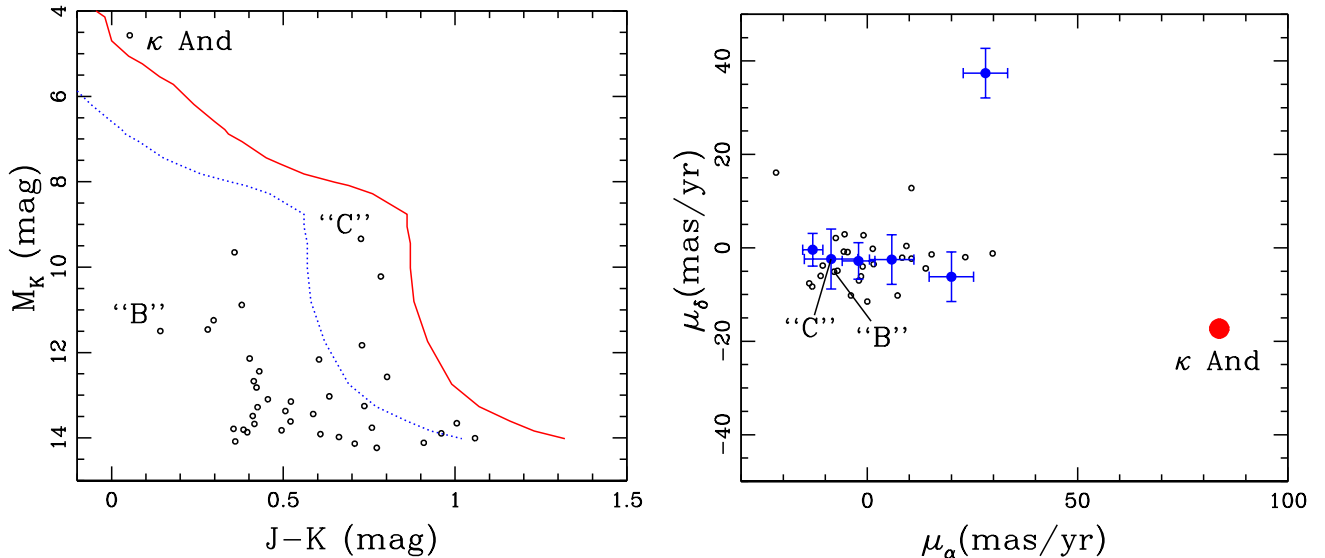 4
6
8
10
12
14
M_K (mag)
κ And
“C”
“B”
0
0.5
1
1.5
J−K (mag)
40
20
0
−20
−40
μ_δ(mas/yr)
“C”
“B”
κ And
0
50
100
μ_α(mas/yr)